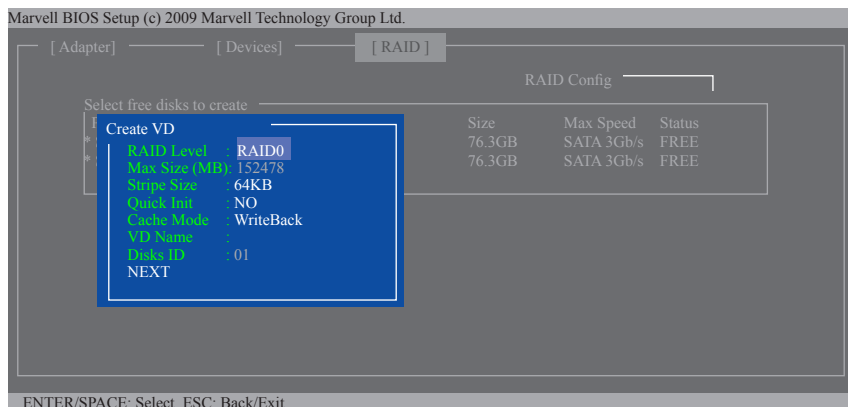 Marvell BIOS Setup (c) 2009 Marvell Technology Group Ltd.
[ Adapter] [ Devices] [ RAID ]
RAID Config
Select free disks to create
Size Max Speed Status
* 76.3GB SATA 3Gb/s FREE
* 76.3GB SATA 3Gb/s FREE
Create VD
RAID Level : RAID0
Max Size (MB): 152478
Stripe Size : 64KB
Quick Init : NO
Cache Mode : WriteBack
VD Name :
Disks ID : 01
NEXT
ENTER/SPACE: Select ESC: Back/Exit